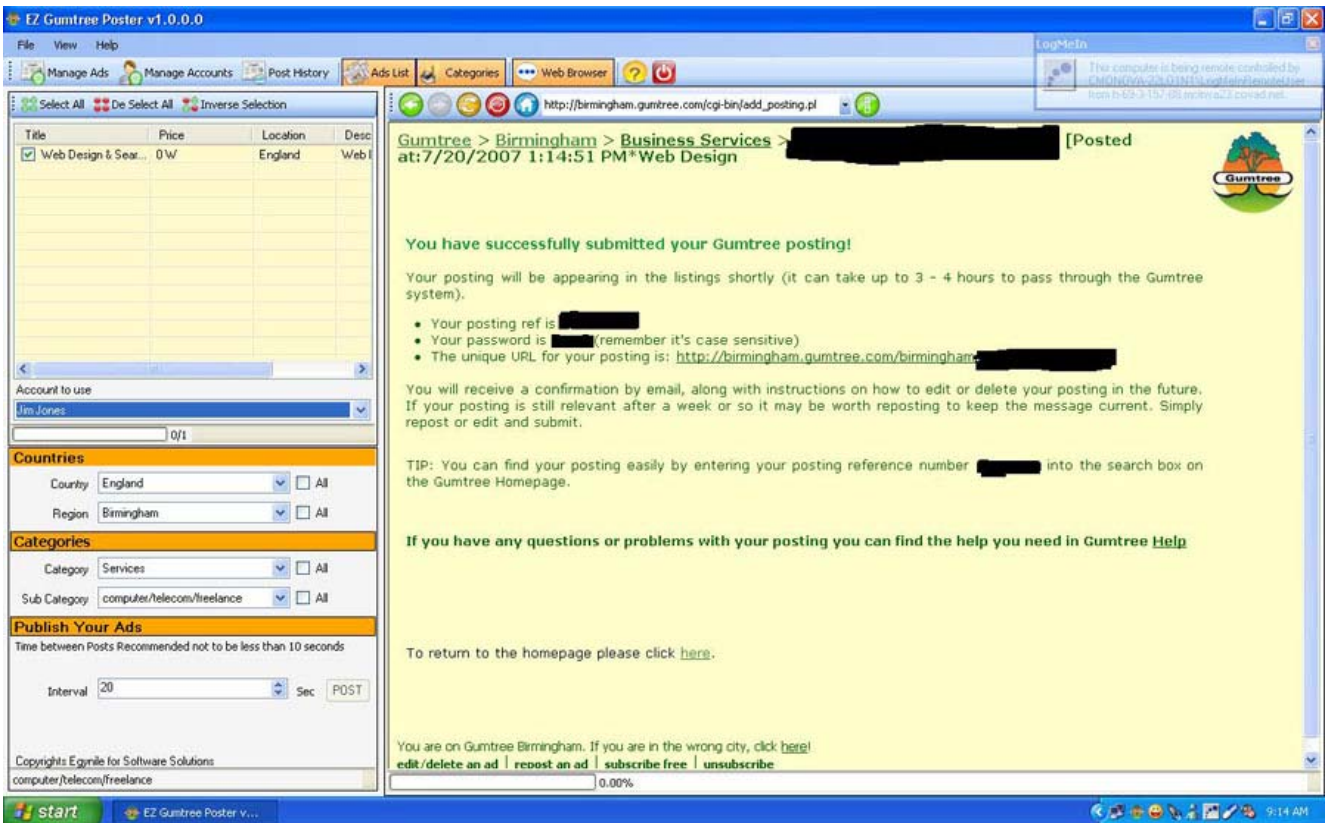 EZ Gumtree Poster v1.0.0.0
File View Help
LogMeIn
This computer is being remote controlled by
Manage Ads Manage Accounts Post History Ads List Categories Web Browser
Select All De Select All Inverse Selection
http://birmingham.gumtree.com/cgi-bin/add_posting.pl
Title Price Location Desc
Web Design & Sear... 0 W England Web
Account to use
Jim Jones
0/1
Countries
Country England All
Region Birmingham All
Categories
Category Services All
Sub Category computer/telecom/freelance All
Publish Your Ads
Time between Posts Recommended not to be less than 10 seconds
Interval 20 Sec POST
Copyrights Egynile for Software Solutions
computer/telecom/freelance
Gumtree > Birmingham > Business Services > [Posted
at:7/20/2007 1:14:51 PM*Web Design
Gumtree
You have successfully submitted your Gumtree posting!
Your posting will be appearing in the listings shortly (it can take up to 3 - 4 hours to pass through the Gumtree
system).
• Your posting ref is
• Your password is (remember it's case sensitive)
• The unique URL for your posting is: http://birmingham.gumtree.com/birmingham
You will receive a confirmation by email, along with instructions on how to edit or delete your posting in the future.
If your posting is still relevant after a week or so it may be worth reposting to keep the message current. Simply
repost or edit and submit.
TIP: You can find your posting easily by entering your posting reference number into the search box on
the Gumtree Homepage.
If you have any questions or problems with your posting you can find the help you need in Gumtree Help
To return to the homepage please click here.
You are on Gumtree Birmingham. If you are in the wrong city, click here!
edit/delete an ad | repost an ad | subscribe free | unsubscribe
0.00%
start EZ Gumtree Poster v... 9:14 AM